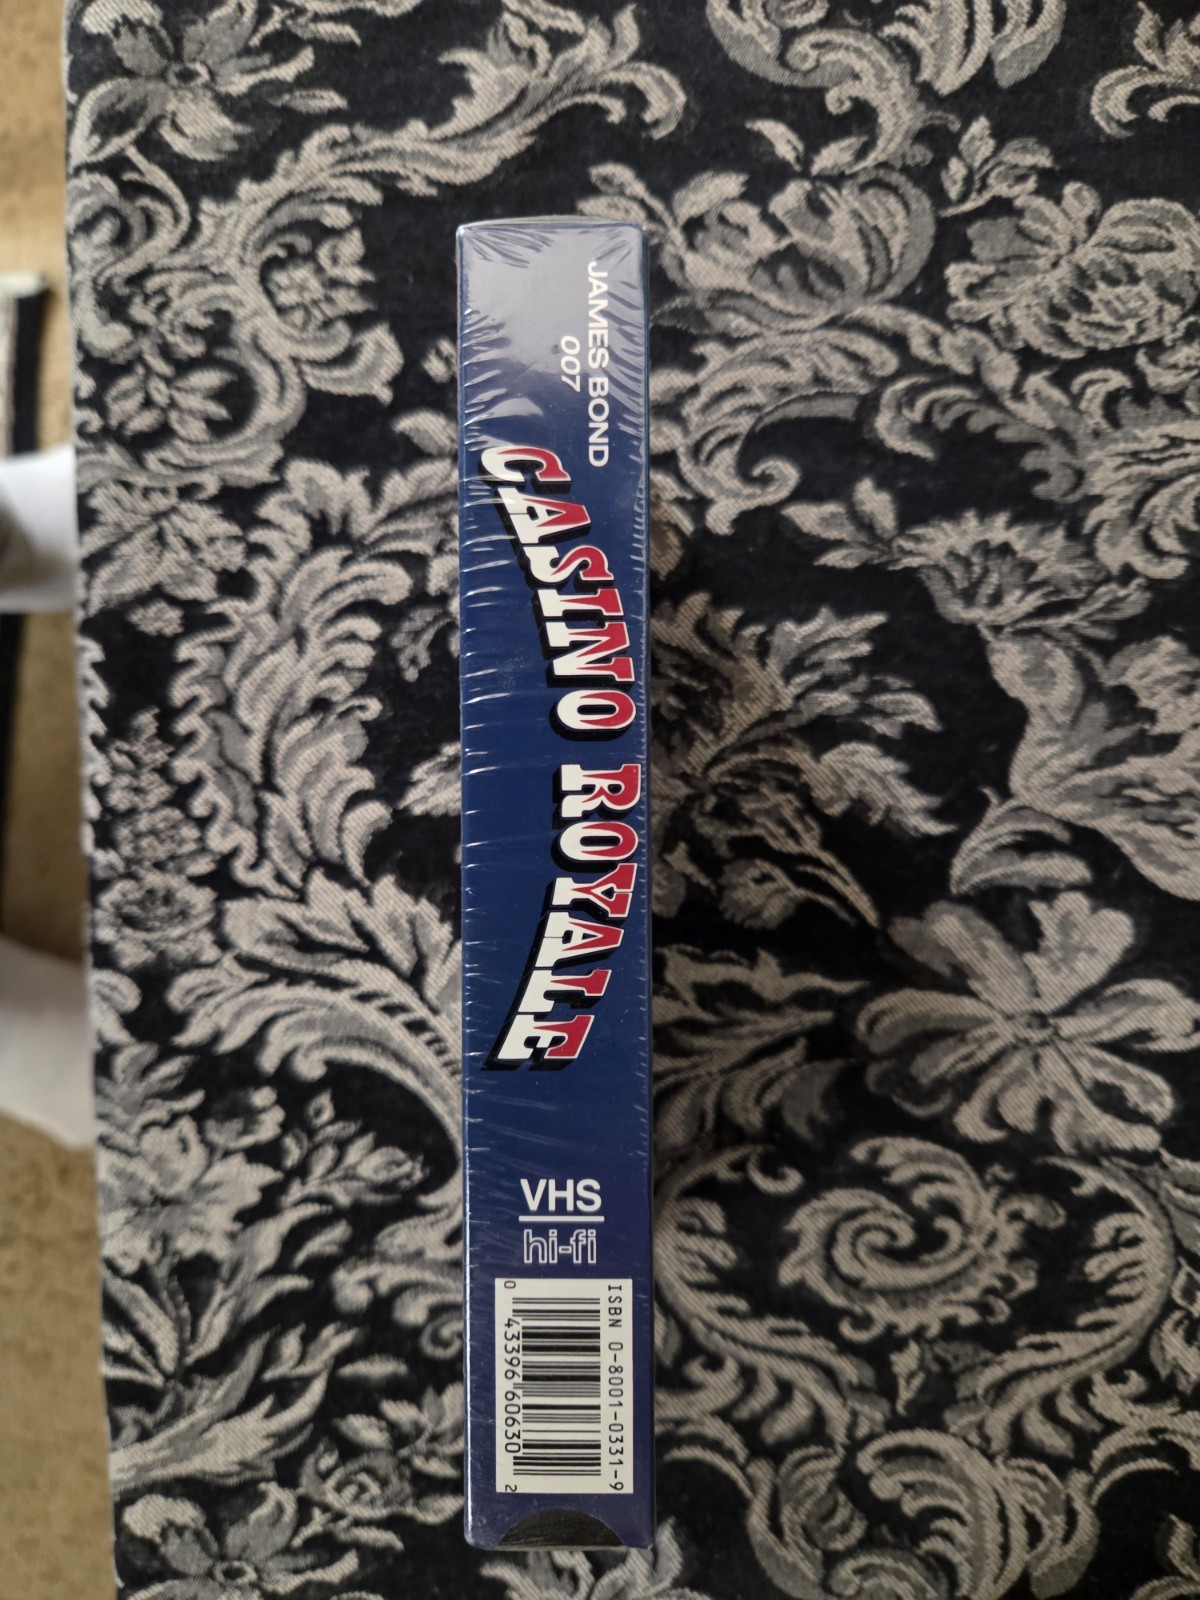 JAMES BOND
007
CASINO ROYALE
VHS
hi-fi
ISBN 0-8001-0331-9
0 43396 60630 2